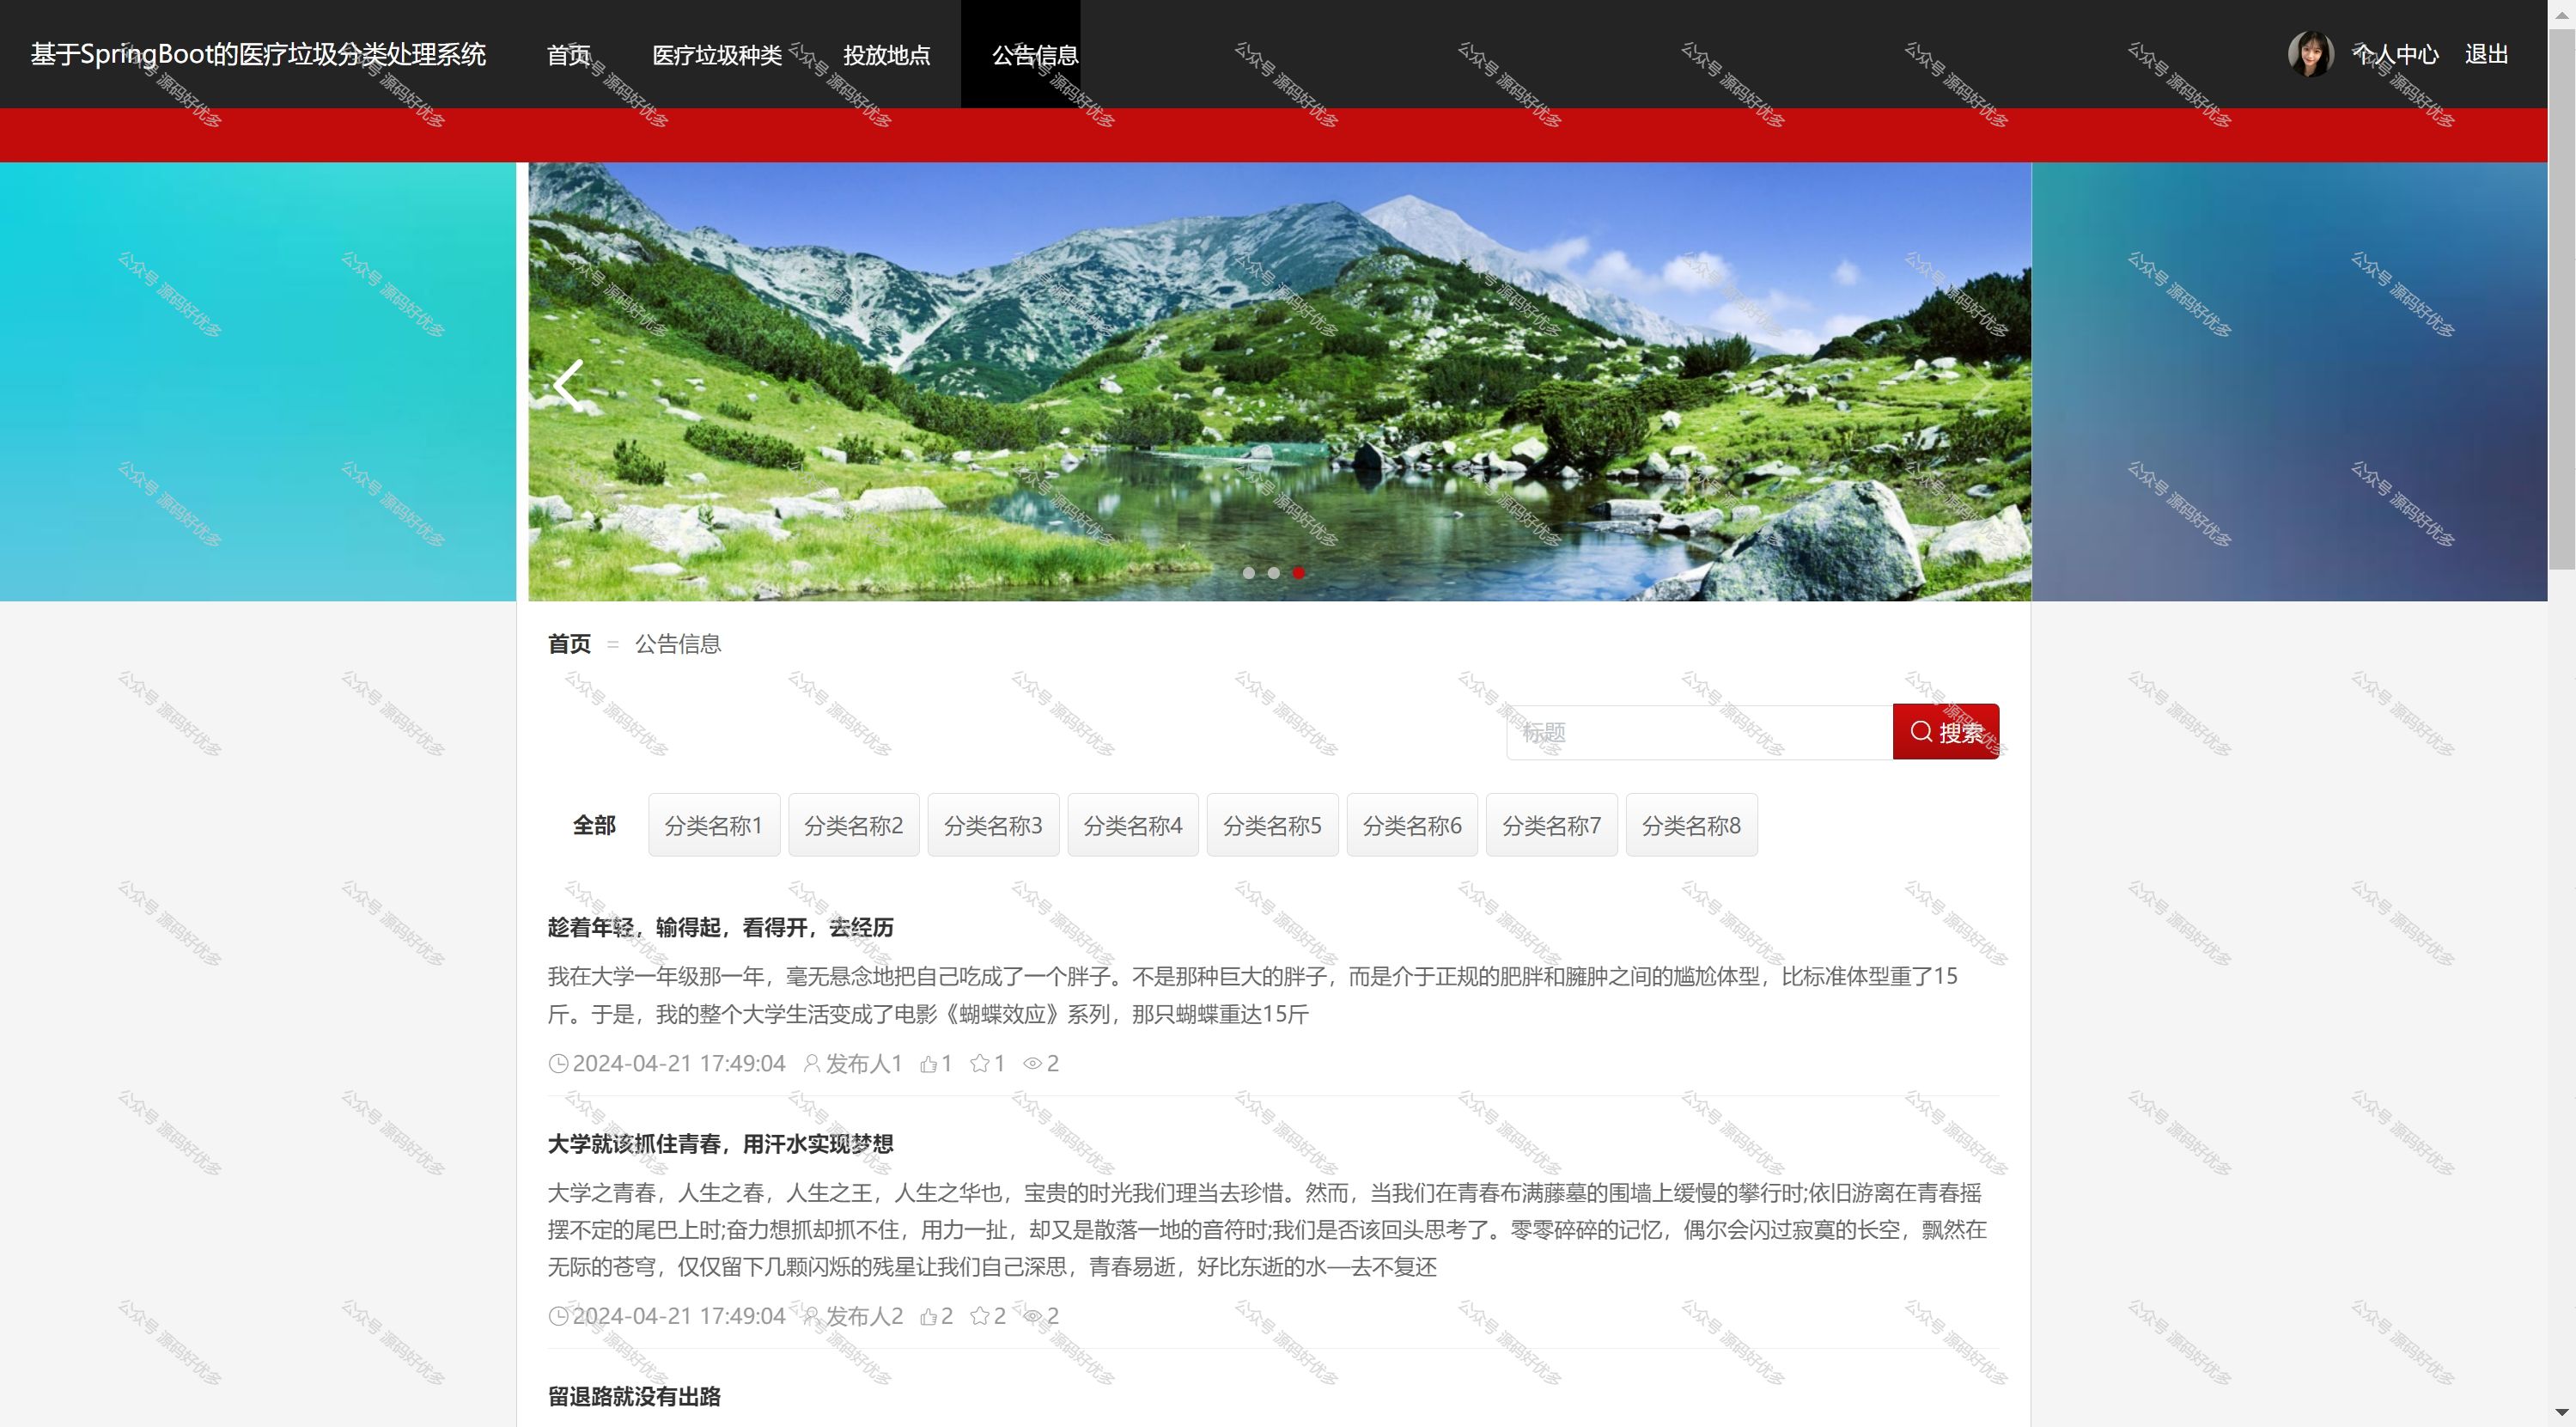 基于SpringBoot的医疗垃圾分类处理系统 首页 医疗垃圾种类 投放地点 公告信息 个人中心 退出
首页 = 公告信息
标题 搜索
全部 分类名称1 分类名称2 分类名称3 分类名称4 分类名称5 分类名称6 分类名称7 分类名称8
趁着年轻，输得起，看得开，去经历
我在大学一年级那一年，毫无悬念地把自己吃成了一个胖子。不是那种巨大的胖子，而是介于正规的肥胖和臃肿之间的尴尬体型，比标准体型重了15
斤。于是，我的整个大学生活变成了电影《蝴蝶效应》系列，那只蝴蝶重达15斤
2024-04-21 17:49:04 发布人1 1 1 2
大学就该抓住青春，用汗水实现梦想
大学之青春，人生之春，人生之王，人生之华也，宝贵的时光我们理当去珍惜。然而，当我们在青春布满藤墓的围墙上缓慢的攀行时;依旧游离在青春摇
摆不定的尾巴上时;奋力想抓却抓不住，用力一扯，却又是散落一地的音符时;我们是否该回头思考了。零零碎碎的记忆，偶尔会闪过寂寞的长空，飘然在
无际的苍穹，仅仅留下几颗闪烁的残星让我们自己深思，青春易逝，好比东逝的水—去不复还
2024-04-21 17:49:04 发布人2 2 2 2
留退路就没有出路
公众号 源码好优多